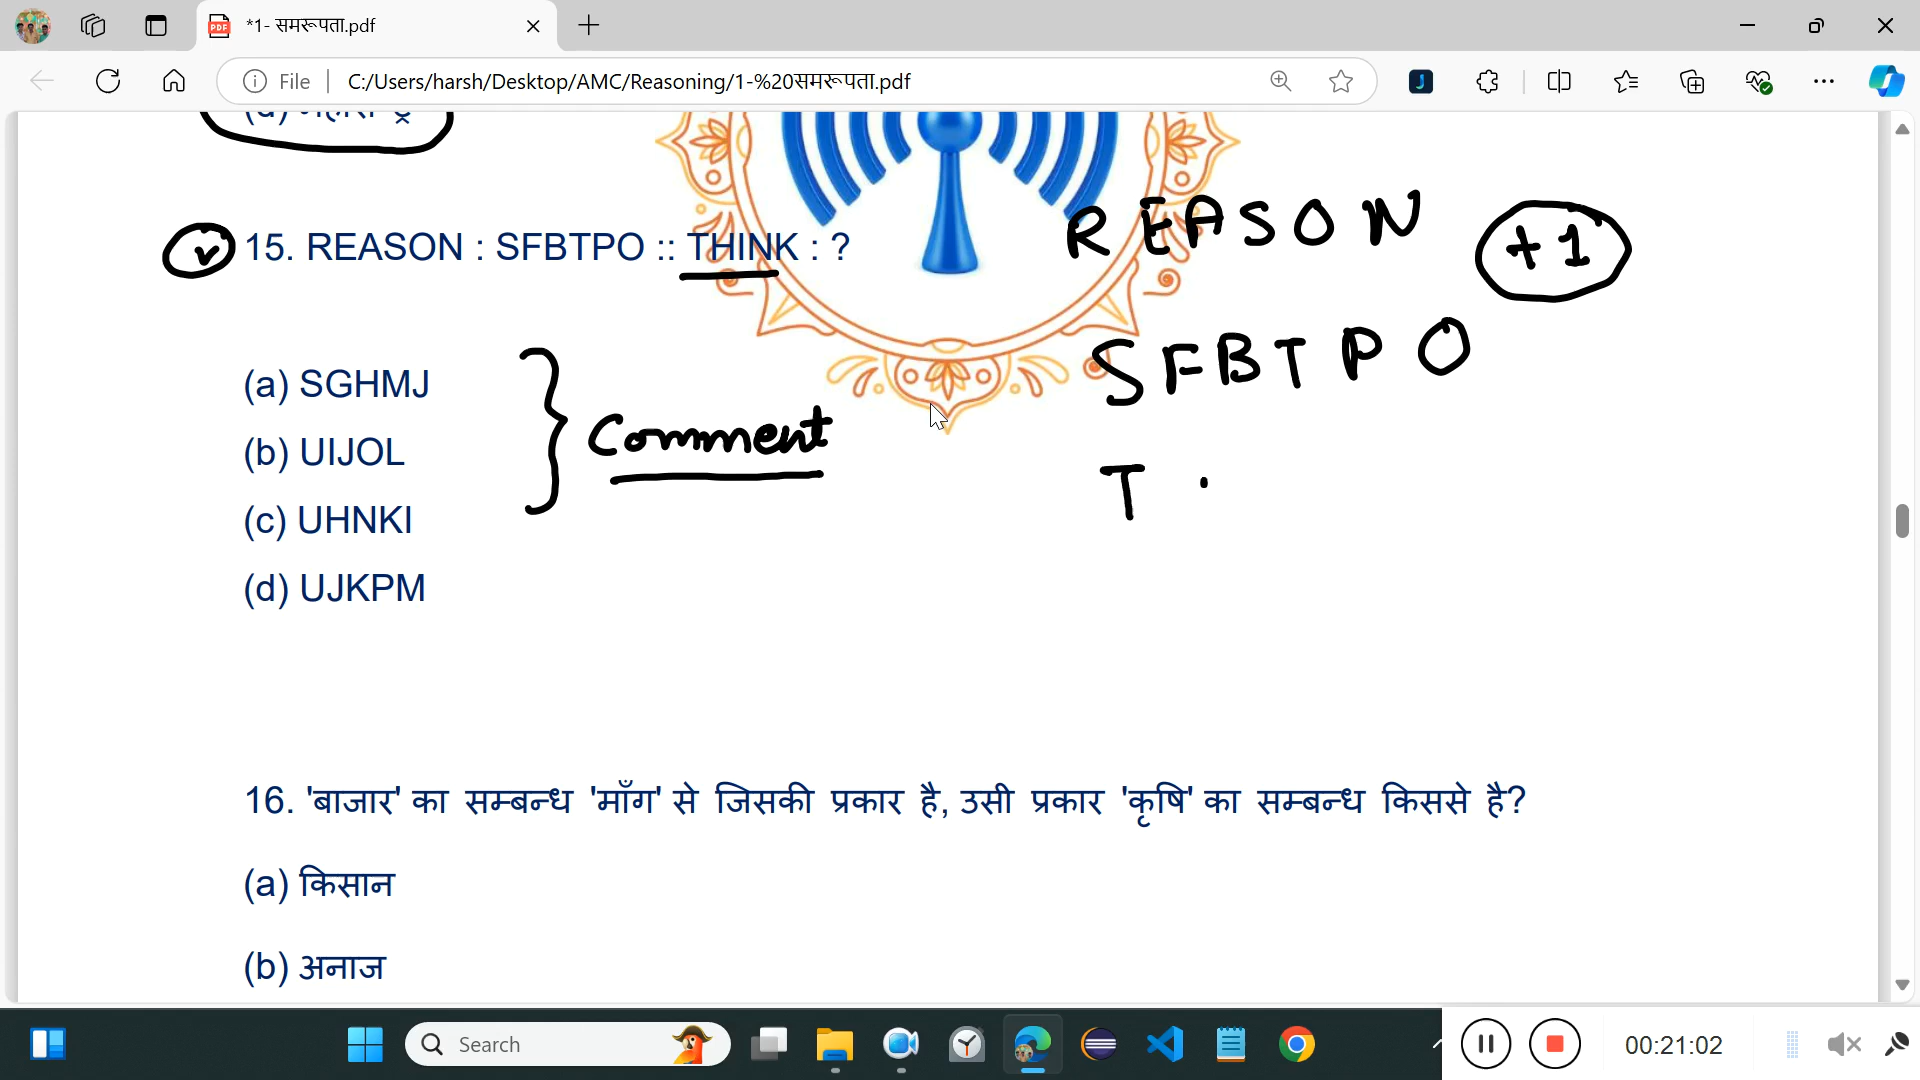 *1- समरूपता.pdf
File
C:/Users/harsh/Desktop/AMC/Reasoning/1-%20समरूपता.pdf
15. REASON : SFBTPO :: THINK : ?
REASON +1
SFBTPO
(a) SGHMJ
(b) UIJOL
Comment
T .
(c) UHNKI
(d) UJKPM
16. 'बाजार' का सम्बन्ध 'माँग' से जिसकी प्रकार है, उसी प्रकार 'कृषि' का सम्बन्ध किससे है?
(a) किसान
(b) अनाज
Search
00:21:02